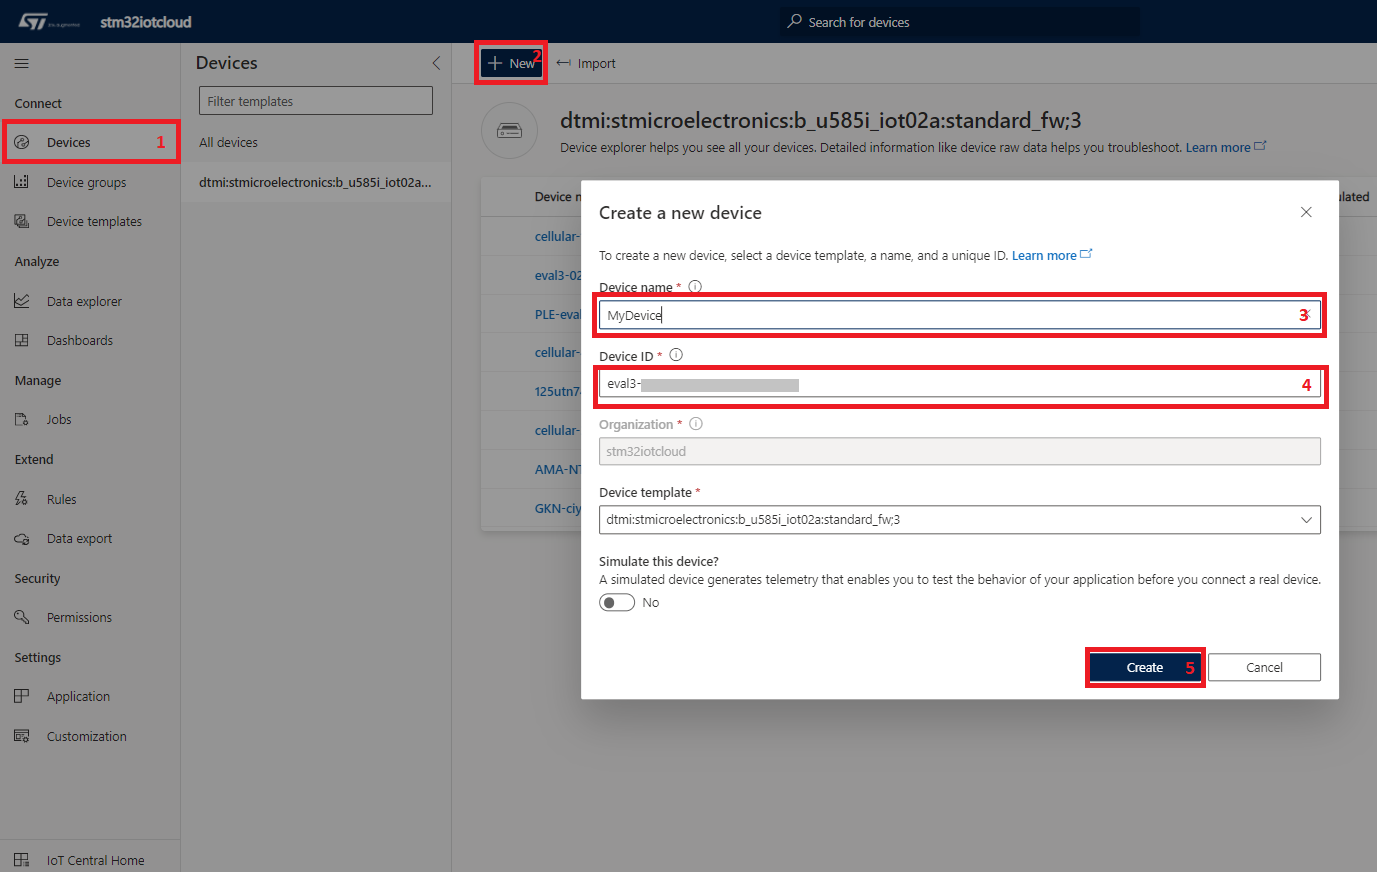 stm32iotcloud
Search for devices
Connect
Devices 1
Device groups
Device templates
Analyze
Data explorer
Dashboards
Manage
Jobs
Extend
Rules
Data export
Security
Permissions
Settings
Application
Customization
IoT Central Home
Devices
Filter templates
All devices
dtmi:stmicroelectronics:b_u585i_iot02a...
New 2
Import
dtmi:stmicroelectronics:b_u585i_iot02a:standard_fw;3
Device explorer helps you see all your devices. Detailed information like device raw data helps you troubleshoot. Learn more
Device n
ulated
cellular-
eval3-02
PLE-eval
cellular-
125utn7
cellular-
AMA-NT
GKN-ciy
Create a new device
To create a new device, select a device template, a name, and a unique ID. Learn more
Device name *
MyDevice 3
Device ID *
eval3- 4
Organization *
stm32iotcloud
Device template *
dtmi:stmicroelectronics:b_u585i_iot02a:standard_fw;3
Simulate this device?
A simulated device generates telemetry that enables you to test the behavior of your application before you connect a real device.
No
Create 5
Cancel